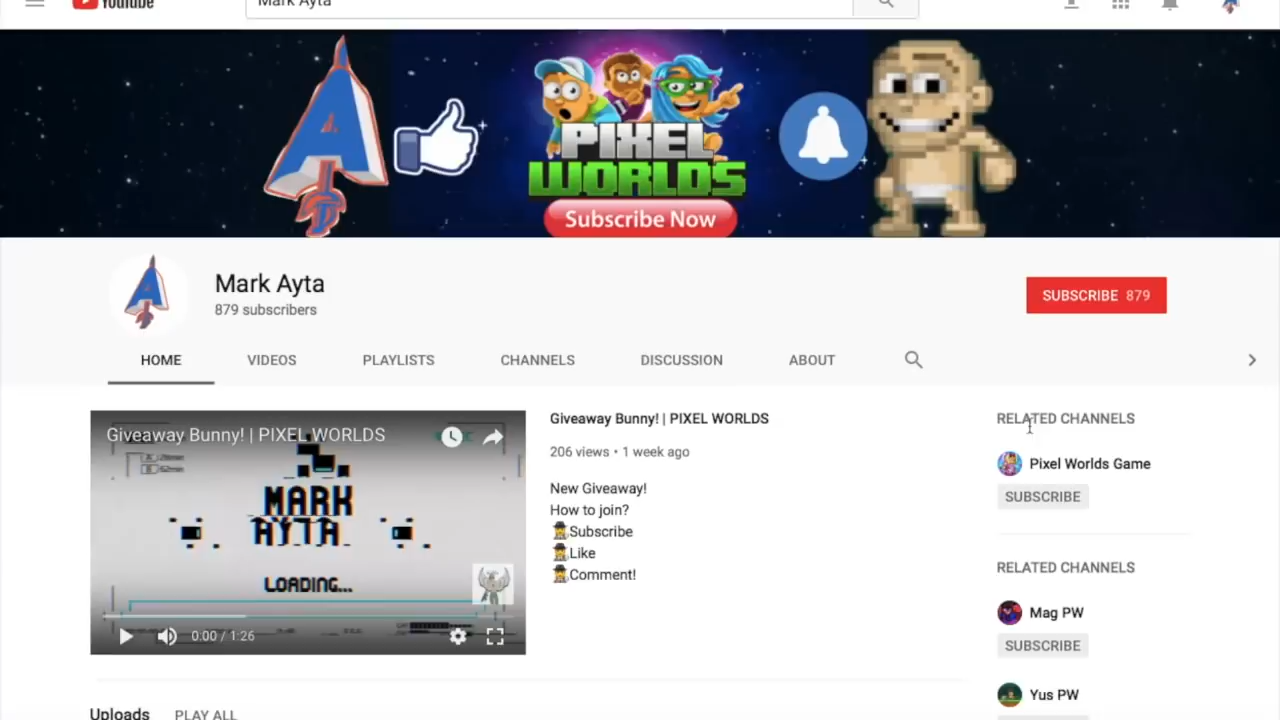 YouTube
Mark Ayta
PIXEL
WORLDS
Subscribe Now
Mark Ayta
879 subscribers
SUBSCRIBE 879
HOME VIDEOS PLAYLISTS CHANNELS DISCUSSION ABOUT
Giveaway Bunny! | PIXEL WORLDS
MARK
AYTA
LOADING...
0:00 / 1:26
Giveaway Bunny! | PIXEL WORLDS
206 views • 1 week ago
New Giveaway!
How to join?
Subscribe
Like
Comment!
RELATED CHANNELS
Pixel Worlds Game
SUBSCRIBE
RELATED CHANNELS
Mag PW
SUBSCRIBE
Yus PW
Uploads PLAY ALL